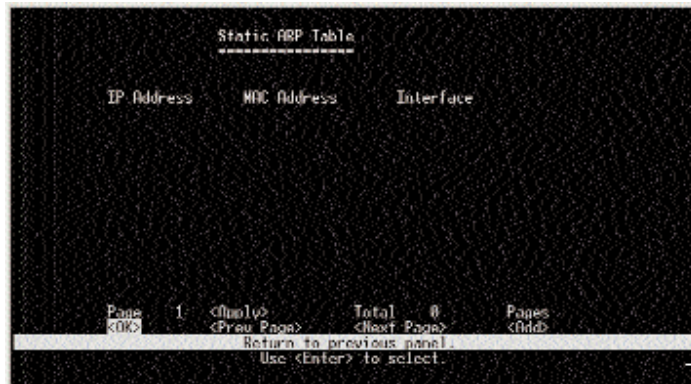 Static ARP Table
================
IP Address MAC Address Interface
Page 1 <Apply> Total 0 Pages
<OK> <Prev Page> <Next Page> <Add>
Return to previous panel.
Use <Enter> to select.